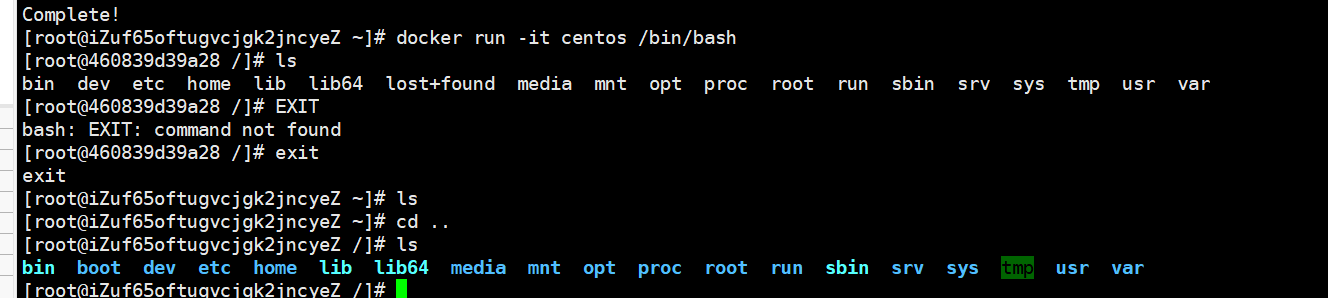 Complete!
[root@iZuf65oftugvcjgk2jncyeZ ~]# docker run -it centos /bin/bash
[root@460839d39a28 /]# ls
bin  dev  etc  home  lib  lib64  lost+found  media  mnt  opt  proc  root  run  sbin  srv  sys  tmp  usr  var
[root@460839d39a28 /]# EXIT
bash: EXIT: command not found
[root@460839d39a28 /]# exit
exit
[root@iZuf65oftugvcjgk2jncyeZ ~]# ls
[root@iZuf65oftugvcjgk2jncyeZ ~]# cd ..
[root@iZuf65oftugvcjgk2jncyeZ /]# ls
bin  boot  dev  etc  home  lib  lib64  media  mnt  opt  proc  root  run  sbin  srv  sys  tmp  usr  var
[root@iZuf65oftugvcjgk2jncyeZ /]#